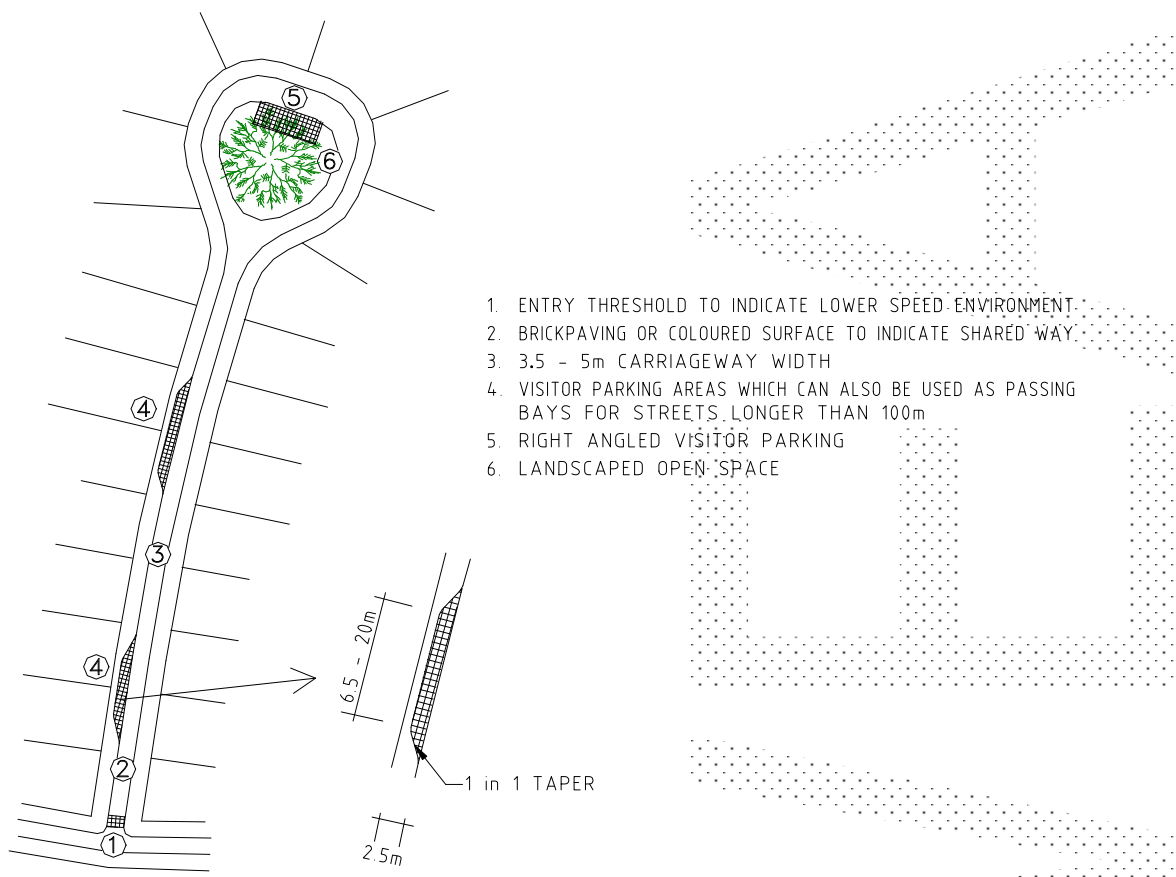 5
6
1. ENTRY THRESHOLD TO INDICATE LOWER SPEED ENVIRONMENT
2. BRICKPAVING OR COLOURED SURFACE TO INDICATE SHARED WAY
3. 3.5 - 5m CARRIAGEWAY WIDTH
4. VISITOR PARKING AREAS WHICH CAN ALSO BE USED AS PASSING
BAYS FOR STREETS LONGER THAN 100m
5. RIGHT ANGLED VISITOR PARKING
6. LANDSCAPED OPEN SPACE
4
3
4
6.5 - 20m
2
1 in 1 TAPER
1
2.5m